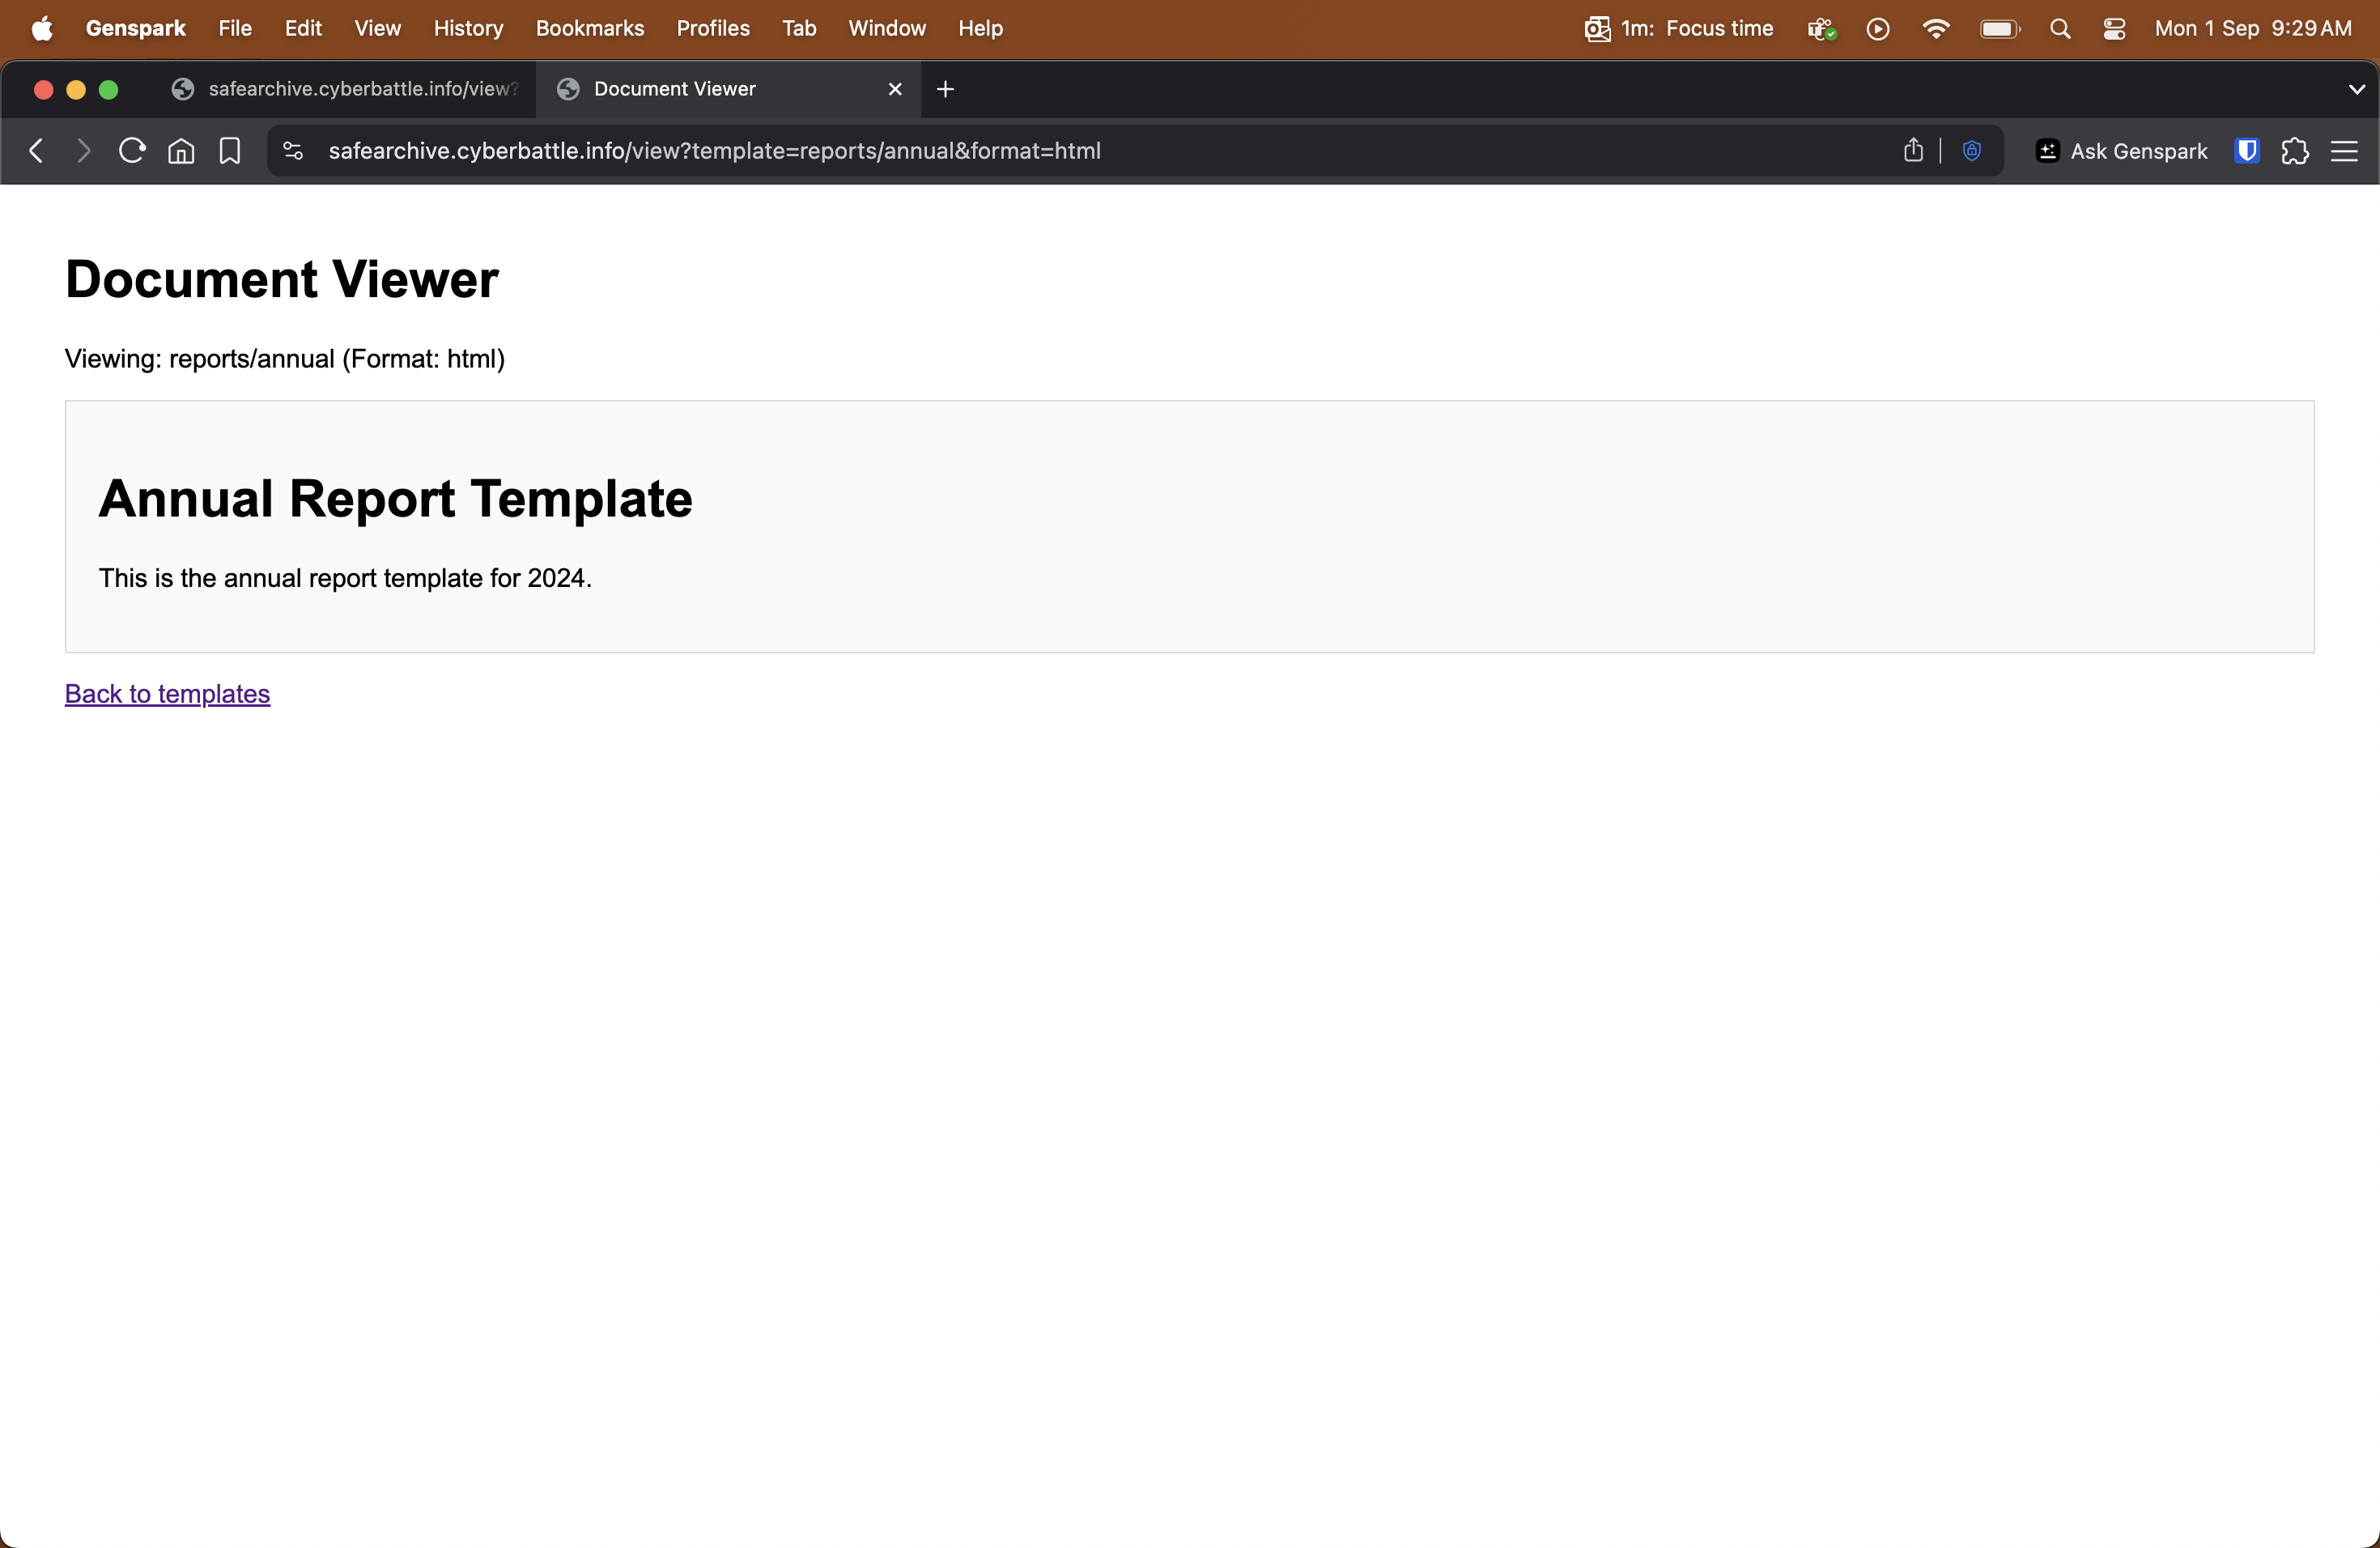 Genspark File Edit View History Bookmarks Profiles Tab Window Help 1m: Focus time Mon 1 Sep 9:29 AM
safearchive.cyberbattle.info/view? Document Viewer
safearchive.cyberbattle.info/view?template=reports/annual&format=html Ask Genspark
Document Viewer
Viewing: reports/annual (Format: html)
Annual Report Template
This is the annual report template for 2024.
Back to templates